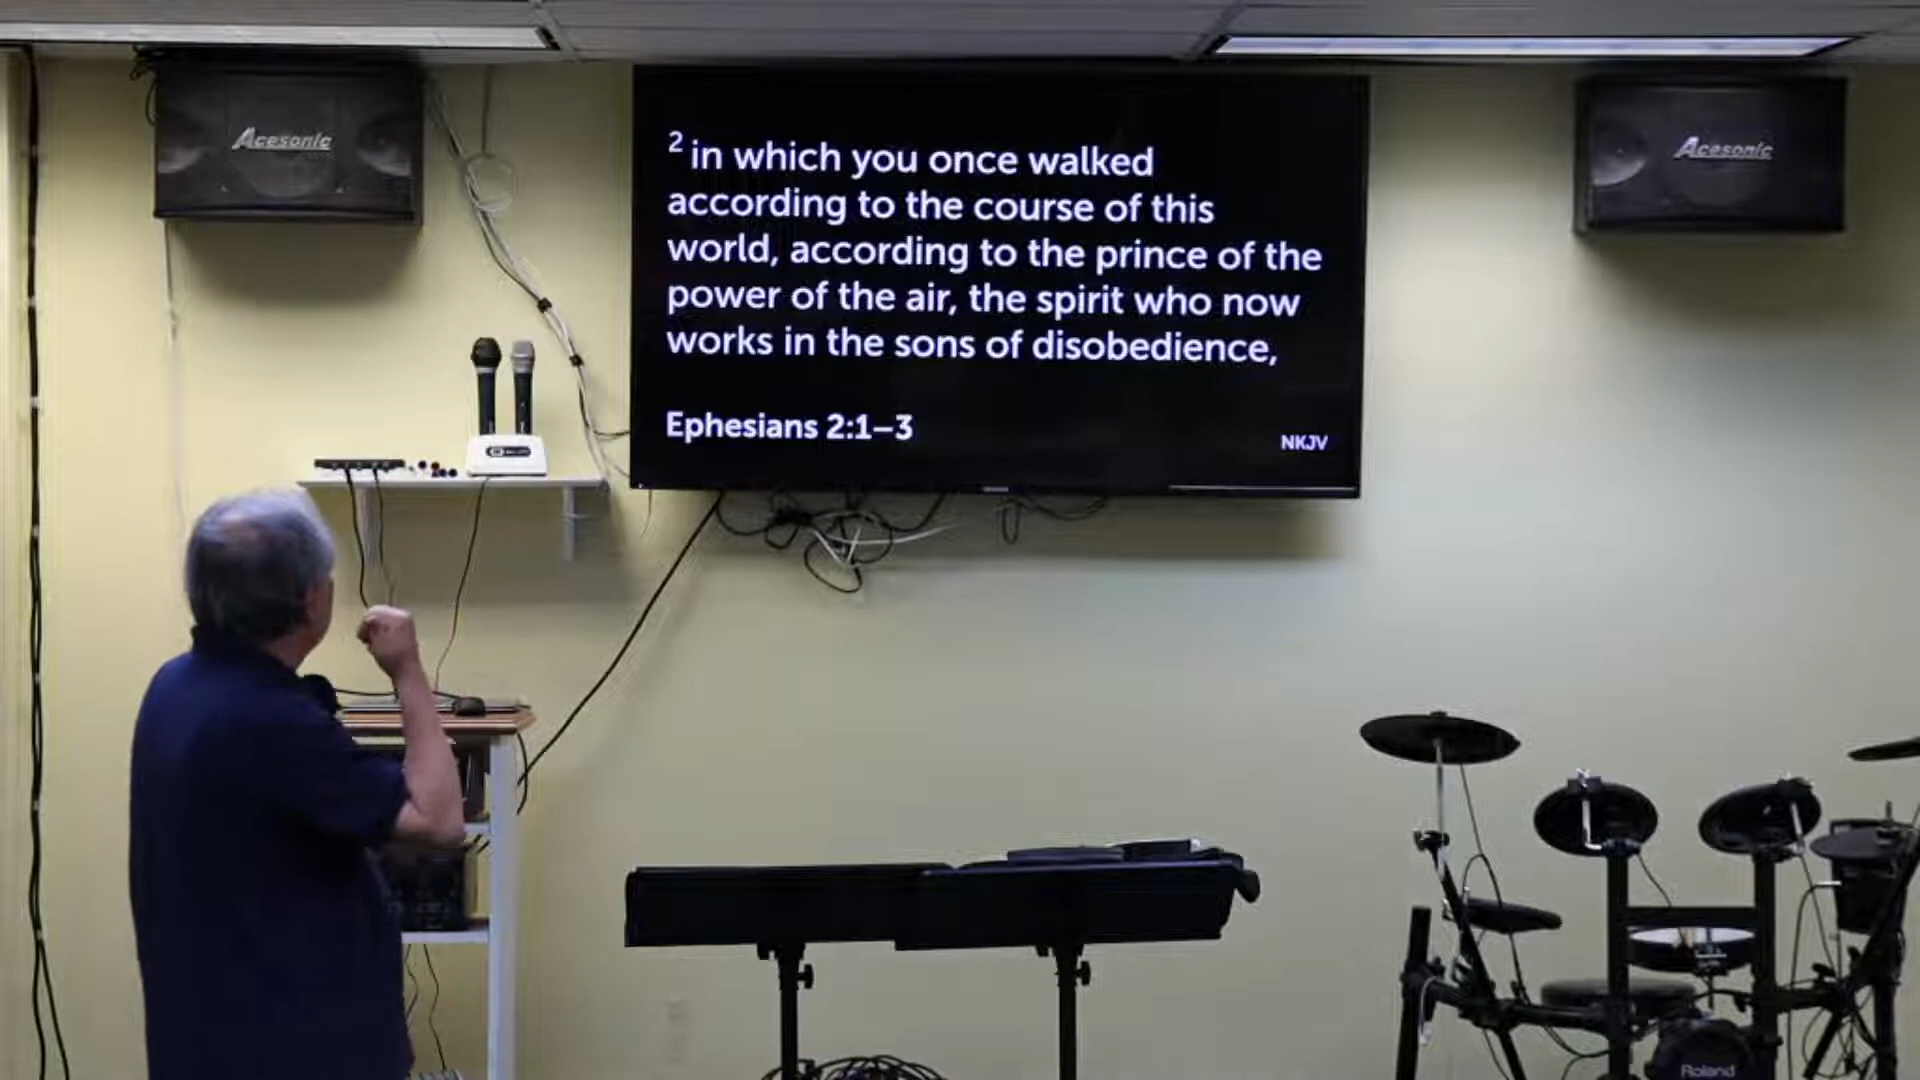 Acesonic
Acesonic
2 in which you once walked
according to the course of this
world, according to the prince of the
power of the air, the spirit who now
works in the sons of disobedience,
Ephesians 2:1–3
NKJV
Roland